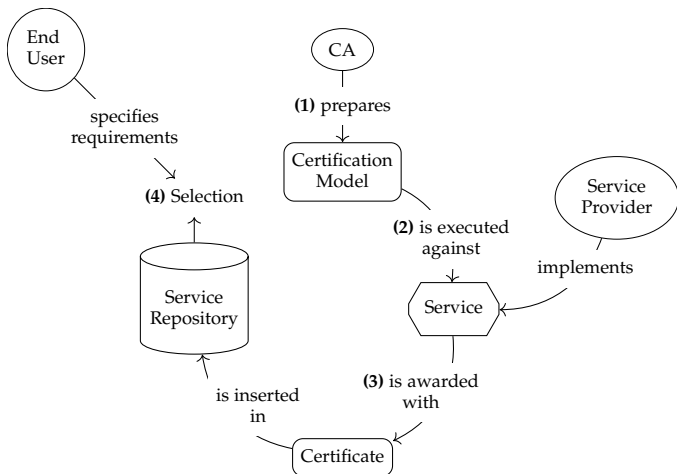 End
User
CA
(1) prepares
specifies
requirements
Certification
Model
(4) Selection
Service
Provider
(2) is executed
against
implements
Service
Repository
Service
(3) is awarded
with
is inserted
in
Certificate